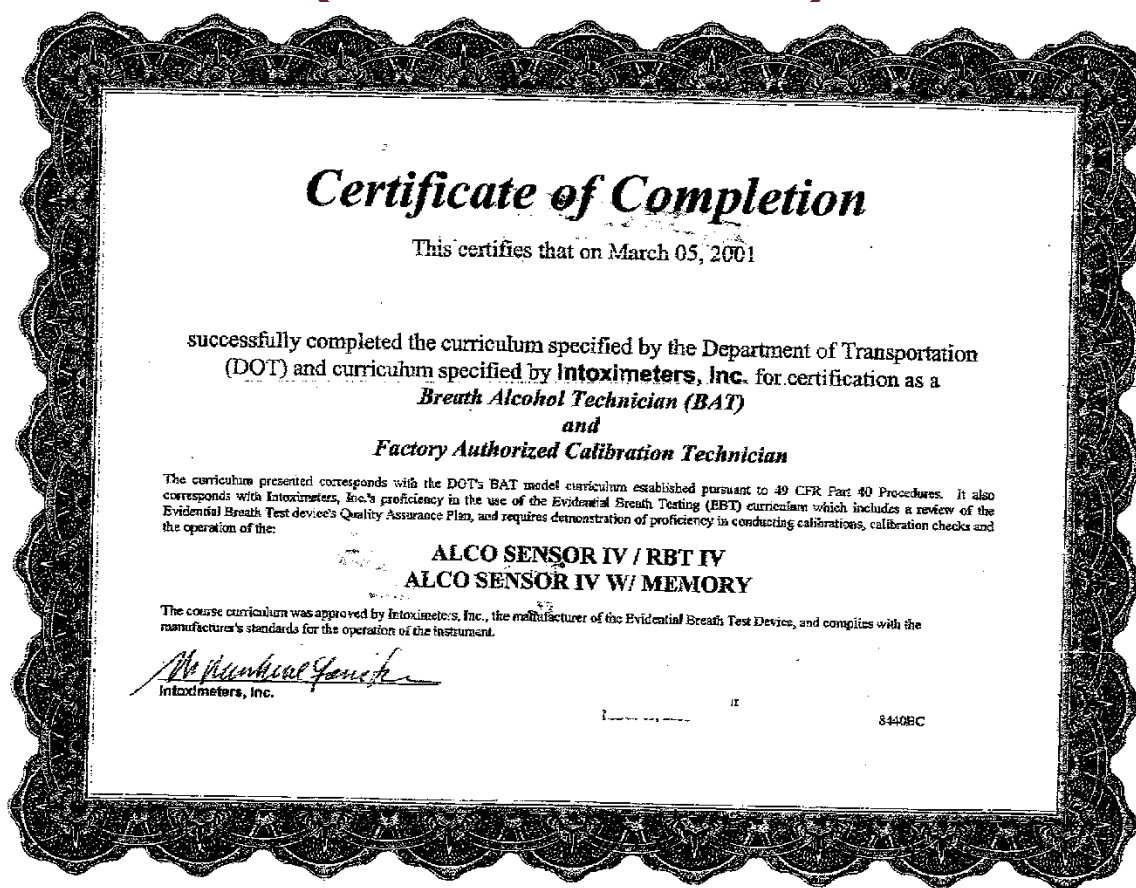 Certificate of Completion
This certifies that on March 05, 2001
successfully completed the curriculum specified by the Department of Transportation
(DOT) and curriculum specified by Intoximeters, Inc. for certification as a
Breath Alcohol Technician (BAT)
and
Factory Authorized Calibration Technician
The curriculum presented corresponds with the DOT's BAT model curriculum established pursuant to 49 CFR Part 40 Procedures. It also
corresponds with Intoximeters, Inc.'s proficiency in the use of the Evidential Breath Testing (EBT) curriculum which includes a review of the
Evidential Breath Test device's Quality Assurance Plan, and requires demonstration of proficiency in conducting calibrations, calibration checks and
the operation of the:
ALCO SENSOR IV / RBT IV
ALCO SENSOR IV W/ MEMORY
The course curriculum was approved by Intoximeters, Inc., the manufacturer of the Evidential Breath Test Device, and complies with the
manufacturer's standards for the operation of the instrument.
Intoximeters, Inc.
8440BC